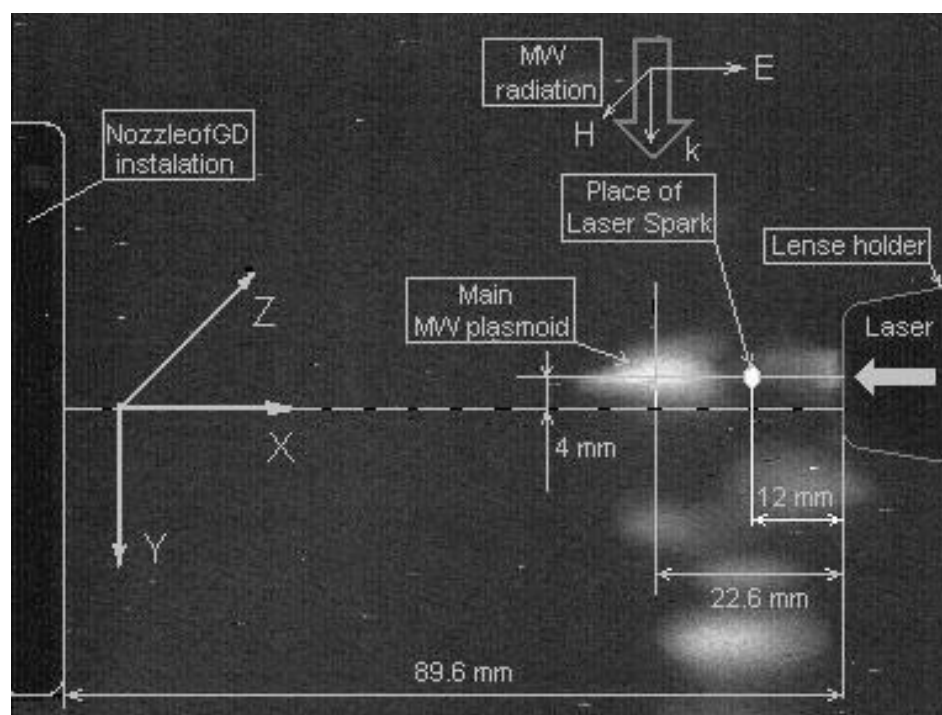 MW
radiation
E
H
k
NozzleofGD
instalation
Place of
Laser Spark
Lense holder
Z
Main
MW plasmoid
Laser
X
4 mm
12 mm
Y
22.6 mm
89.6 mm